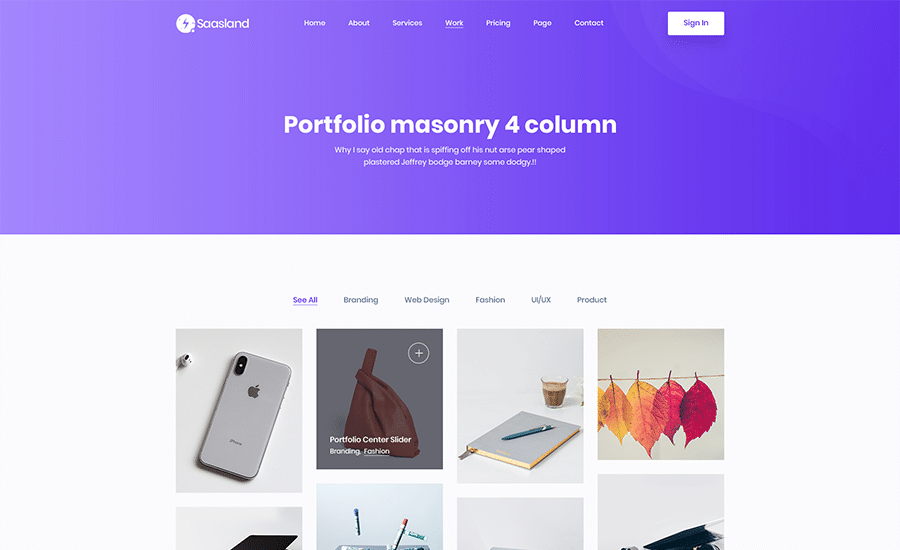 Saasland
Home About Services Work Pricing Page Contact
Sign In
Portfolio masonry 4 column
Why I say old chap that is spiffing off his nut arse pear shaped
plastered Jeffrey bodge barney some dodgy.!!
See All Branding Web Design Fashion UI/UX Product
iPhone
Portfolio Center Slider
Branding, Fashion